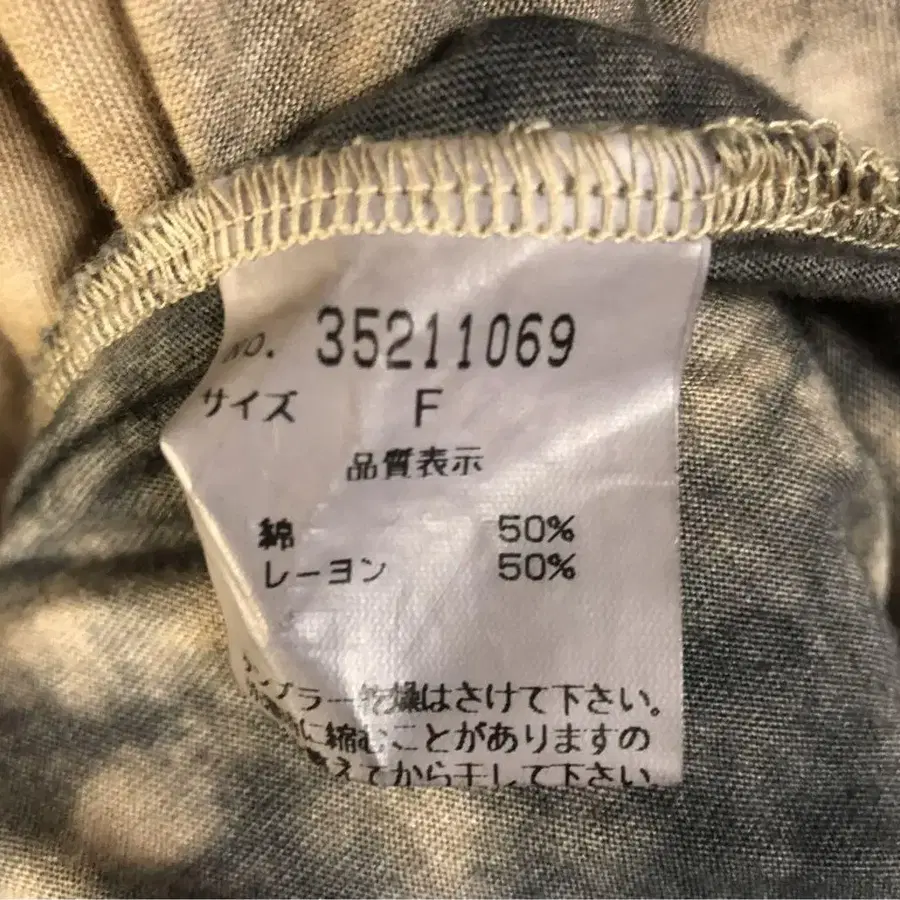 NO. 35211069
サイズ F
品質表示
綿 50%
レーヨン 50%
タンブラー乾燥はさけて下さい。
に縮むことがありますの
えてから干して下さい。